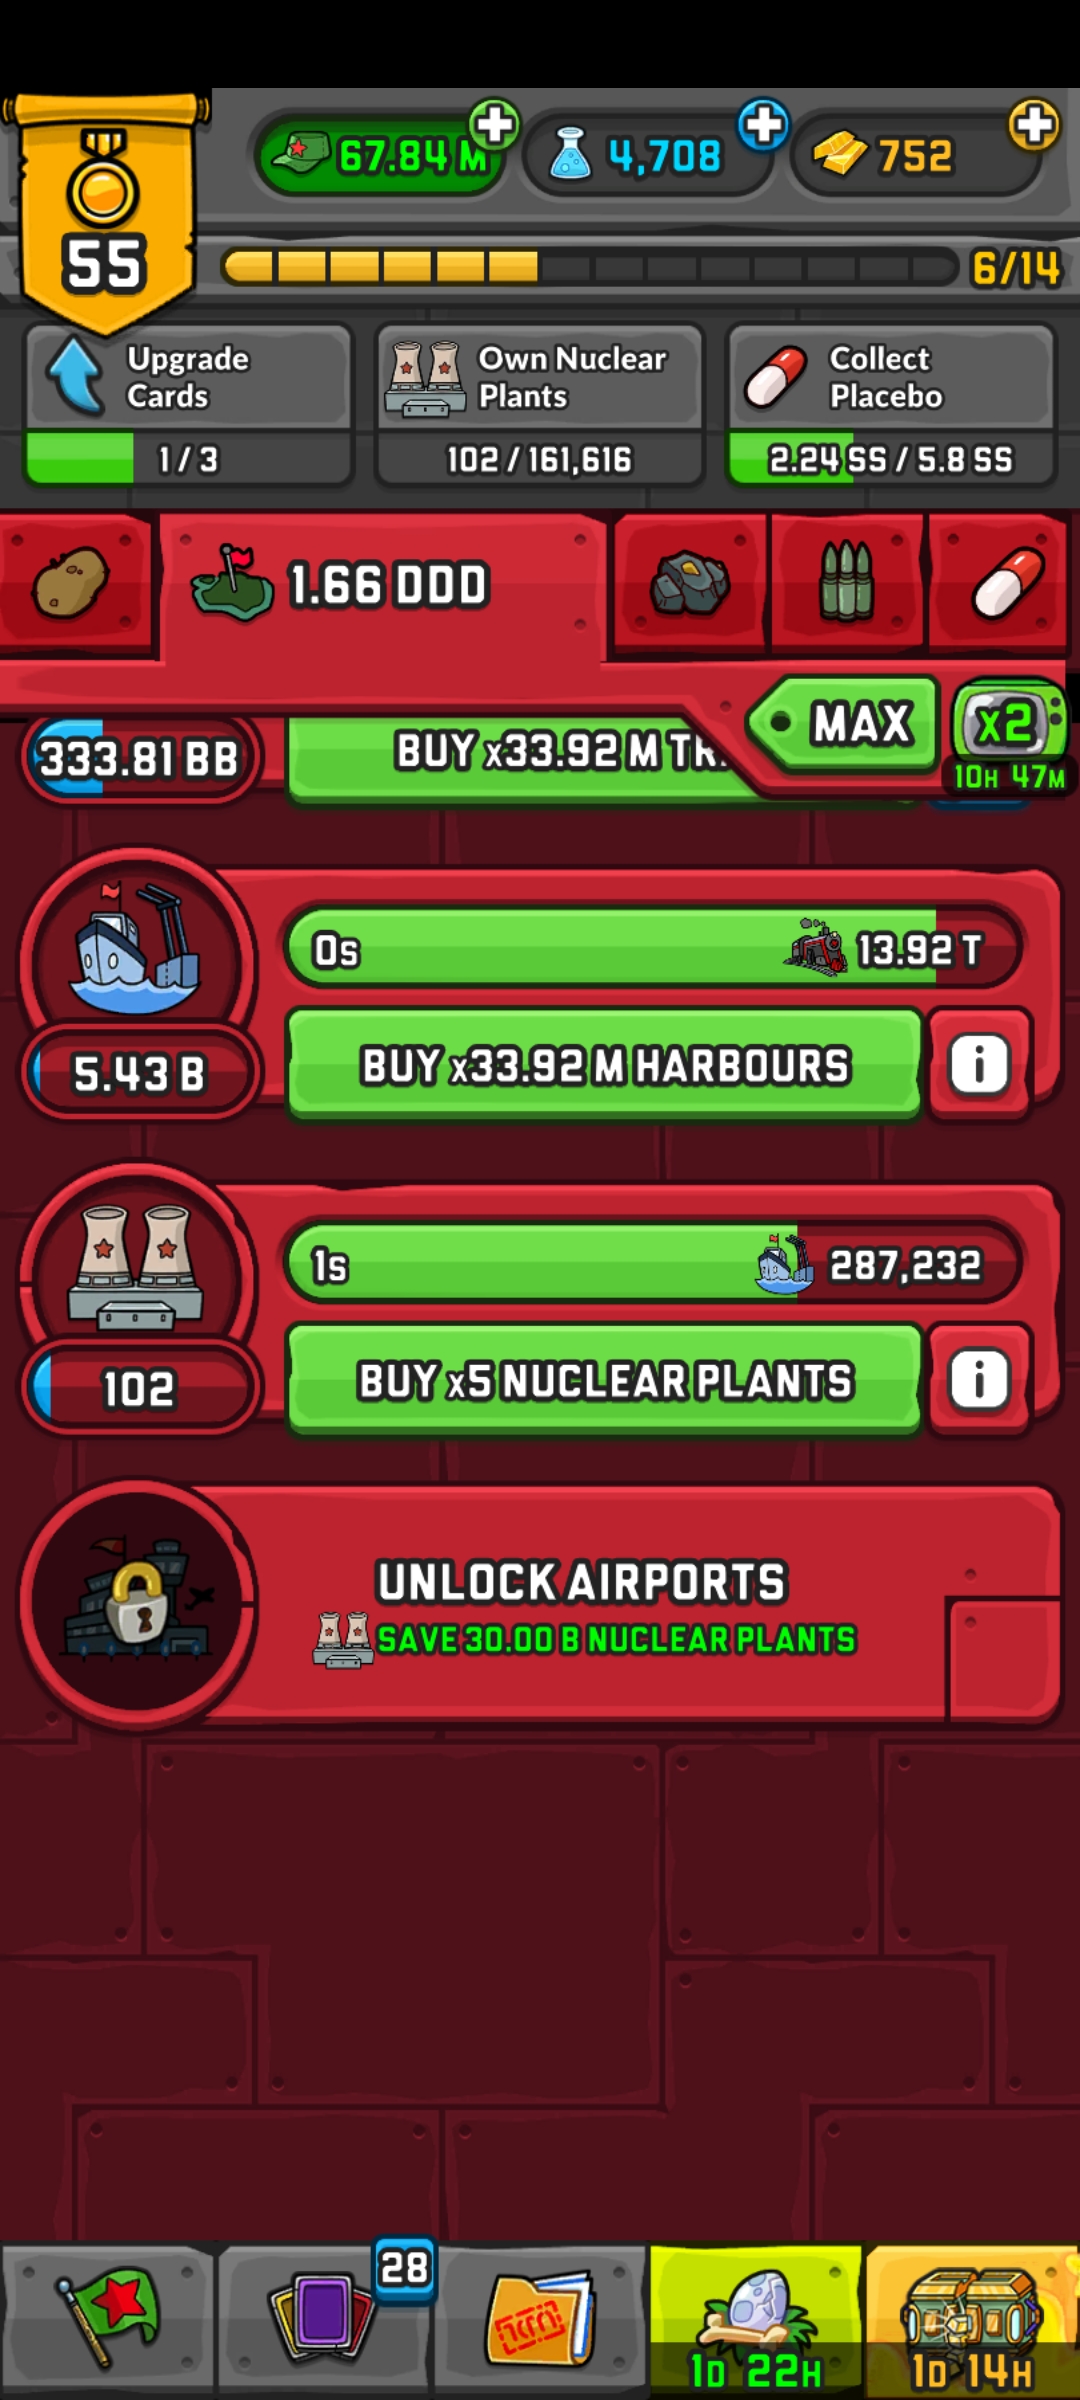 67.84 M
4,708
752
55
6/14
Upgrade
Cards
1 / 3
Own Nuclear
Plants
102 / 161,616
Collect
Placebo
2.24 SS / 5.8 SS
1.66 DDD
MAX
x2
10H 47M
333.81 BB
BUY x33.92 M TR.
0s
13.92 T
5.43 B
BUY x33.92 M HARBOURS
i
1s
287,232
102
BUY x5 NUCLEAR PLANTS
i
UNLOCK AIRPORTS
SAVE 30.00 B NUCLEAR PLANTS
28
1D 22H
1D 14H